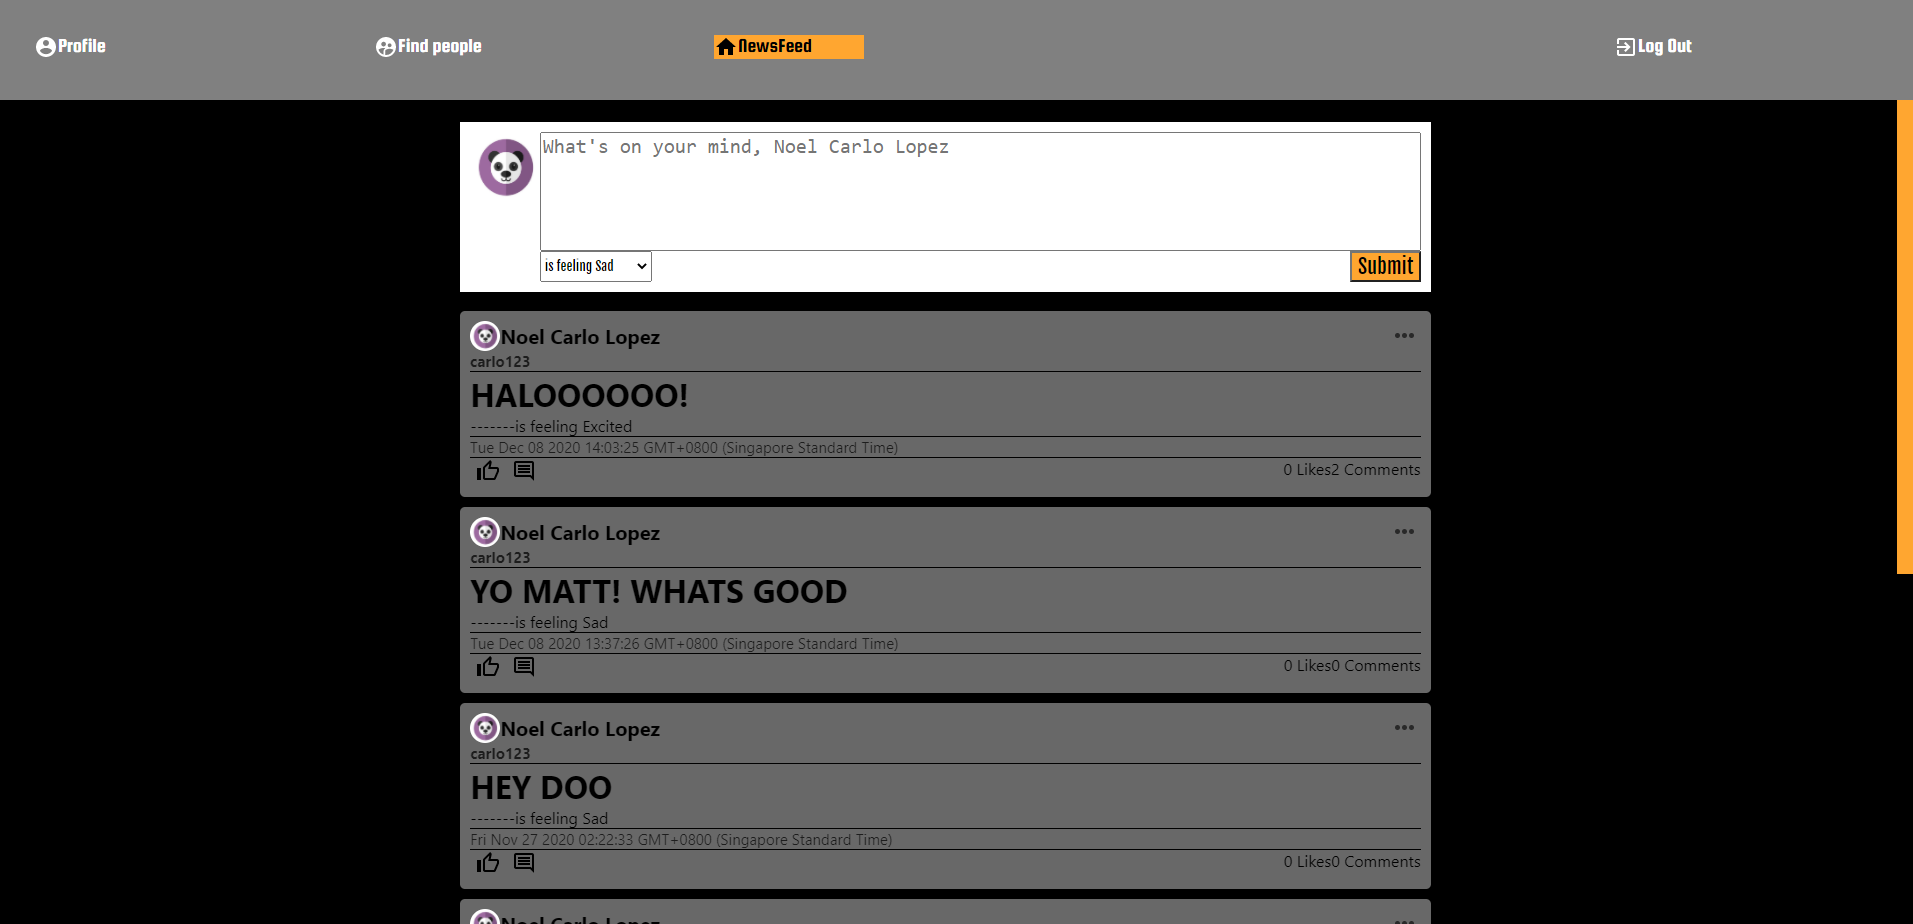 Profile
Find people
NewsFeed
Log Out
What's on your mind, Noel Carlo Lopez
is feeling Sad
Submit
Noel Carlo Lopez
carlo123
HALOOOOOO!
-------is feeling Excited
Tue Dec 08 2020 14:03:25 GMT+0800 (Singapore Standard Time)
0 Likes2 Comments
Noel Carlo Lopez
carlo123
YO MATT! WHATS GOOD
-------is feeling Sad
Tue Dec 08 2020 13:37:26 GMT+0800 (Singapore Standard Time)
0 Likes0 Comments
Noel Carlo Lopez
carlo123
HEY DOO
-------is feeling Sad
Fri Nov 27 2020 02:22:33 GMT+0800 (Singapore Standard Time)
0 Likes0 Comments
Noel Carlo Lopez